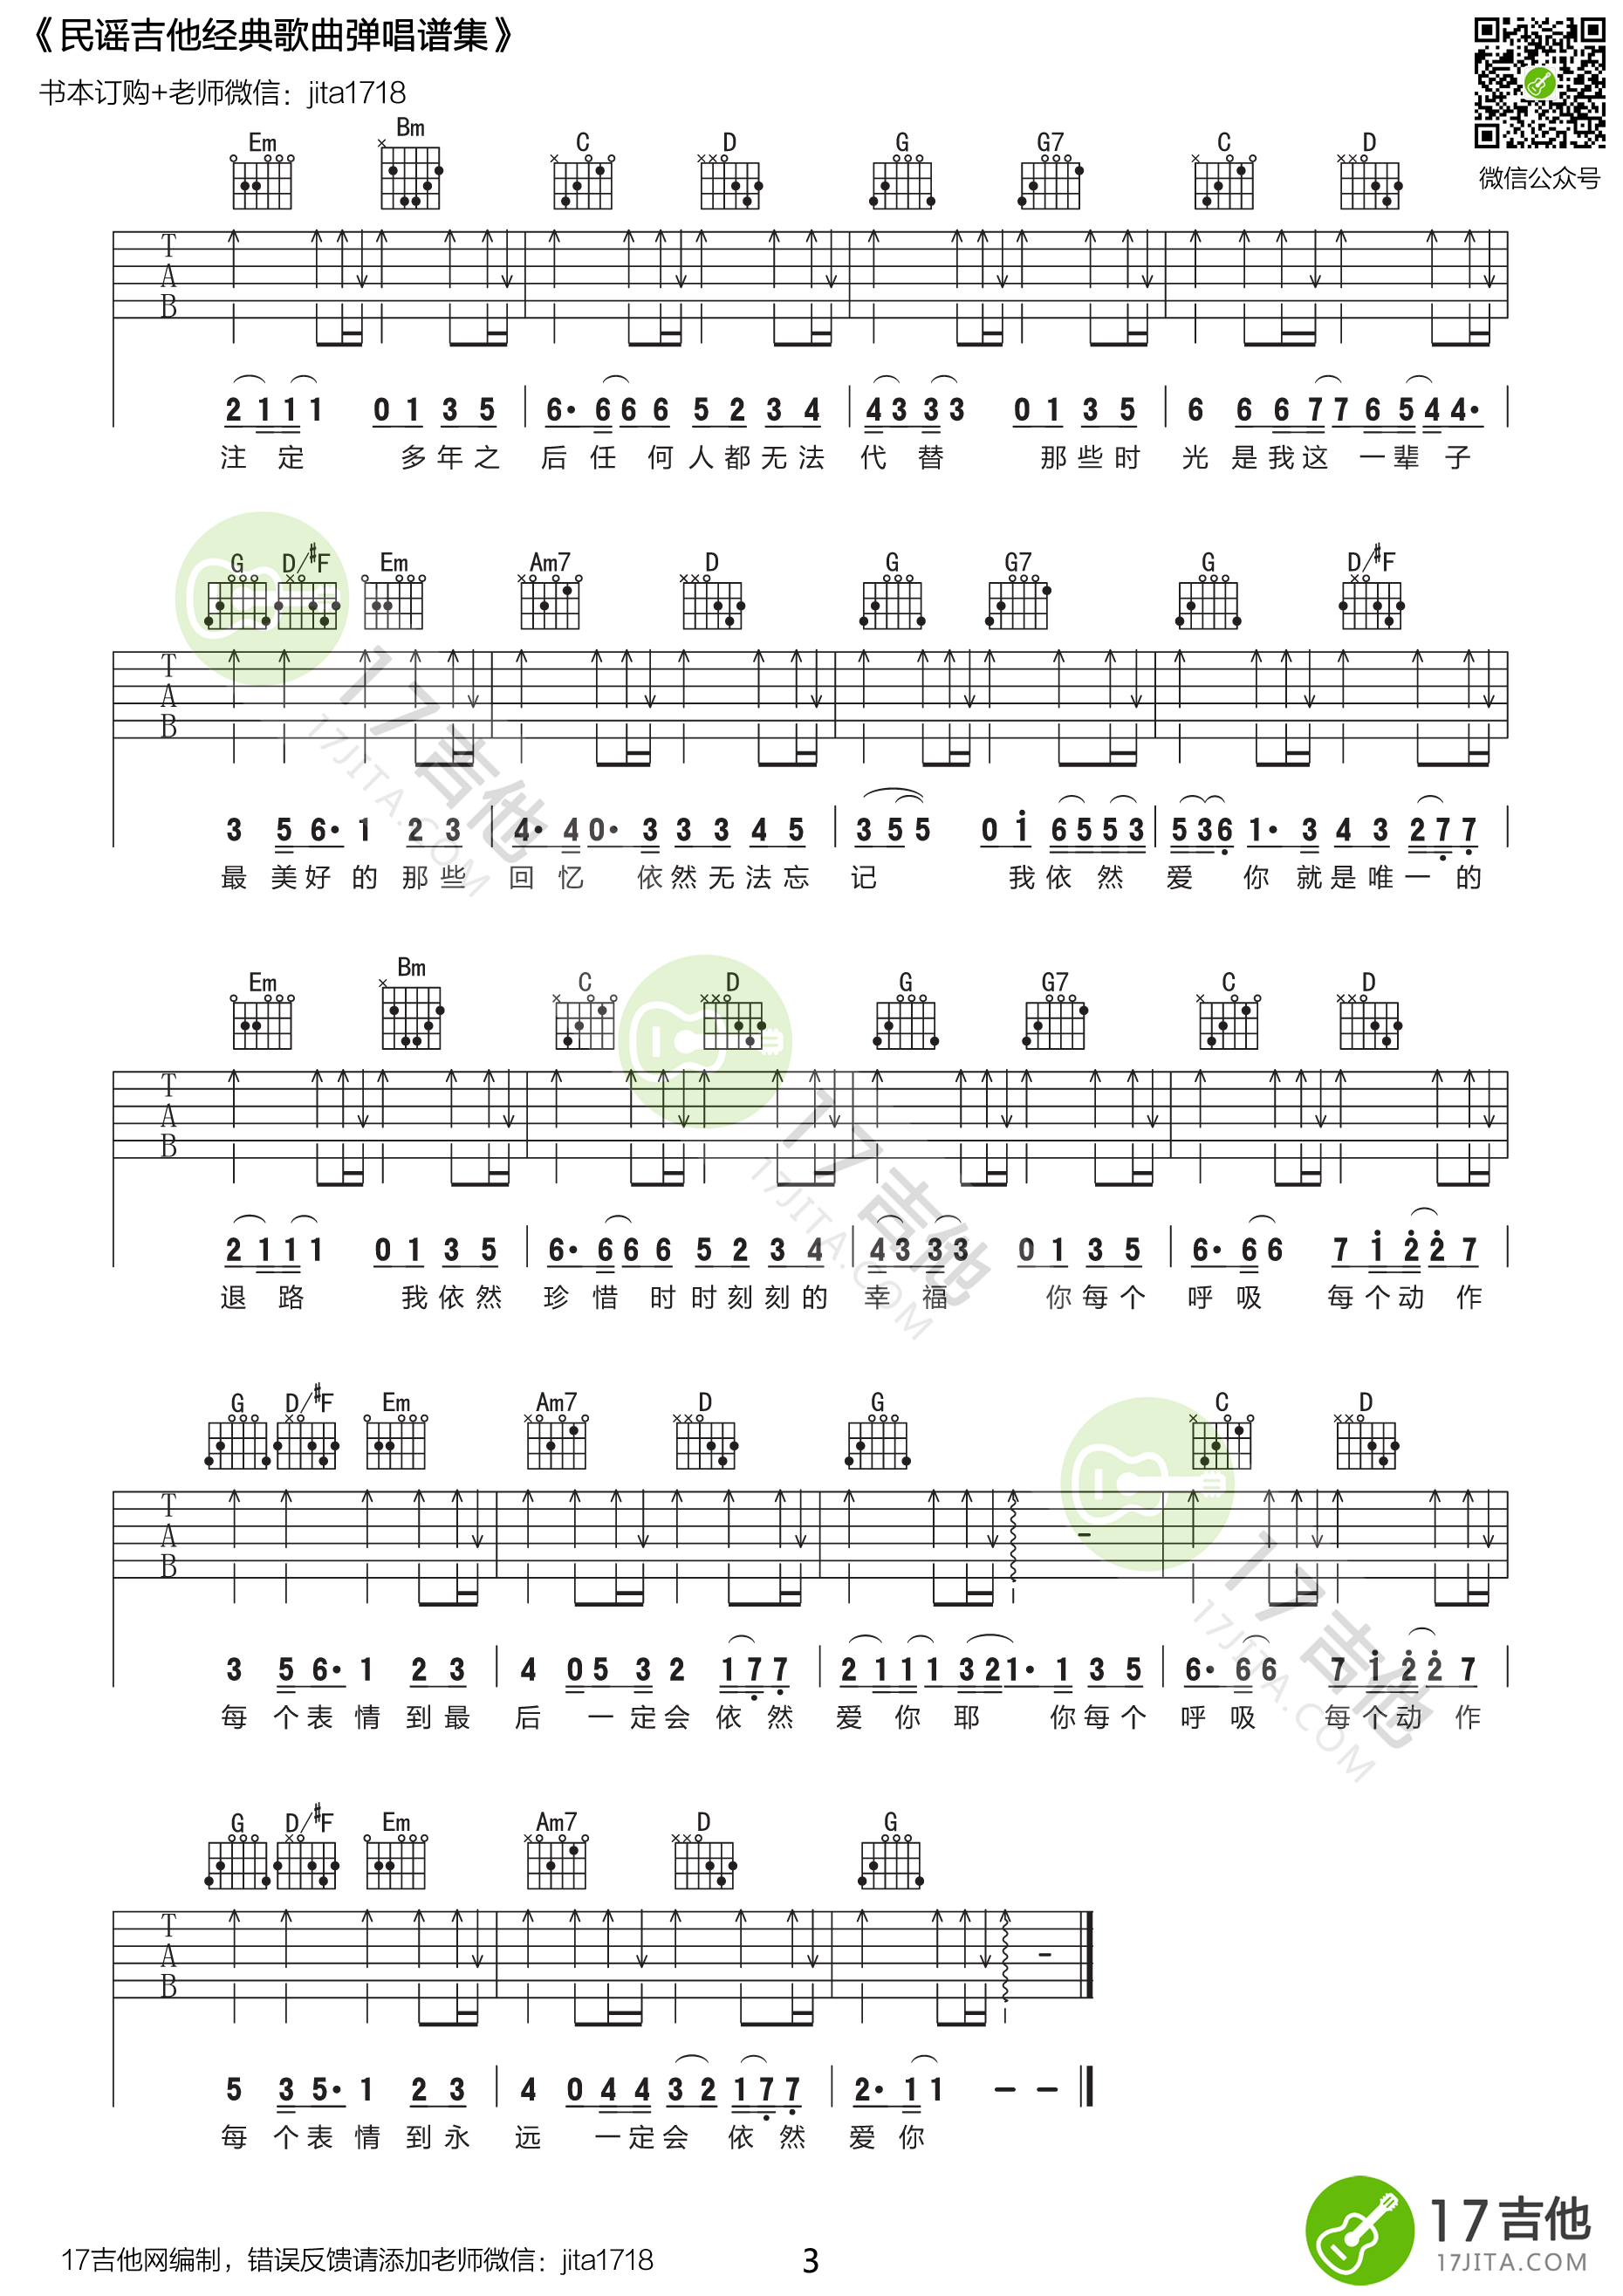 《民谣吉他经典歌曲弹唱谱集》
书本订购+老师微信：jita1718
微信公众号
Em Bm C D G G7 C D
T
A
B
2 1 1 1 0 1 3 5 | 6· 6 6 6 5 2 3 4 | 4 3 3 3 0 1 3 5 | 6 6 6 7 7 6 5 4 4· |
注 定 多 年 之 后 任 何 人 都 无 法 代 替 那 些 时 光 是 我 这 一 辈 子
G D/#F Em Am7 D G G7 G D/#F
T
A
B
3 5 6· 1 2 3 | 4· 4 0· 3 3 3 4 5 | 3 5 5 0 1 6 5 5 3 | 5 3 6 1· 3 4 3 2 7 7 |
最 美 好 的 那 些 回 忆 依 然 无 法 忘 记 我 依 然 爱 你 就 是 唯 一 的
Em Bm C D G G7 C D
T
A
B
2 1 1 1 0 1 3 5 | 6· 6 6 6 5 2 3 4 | 4 3 3 3 0 1 3 5 | 6· 6 6 7 1 2 2 7 |
退 路 我 依 然 珍 惜 时 时 刻 刻 的 幸 福 你 每 个 呼 吸 每 个 动 作
G D/#F Em Am7 D G C D
T
A
B
3 5 6· 1 2 3 | 4 0 5 3 2 1 7 7 | 2 1 1 1 3 2 1· 1 3 5 | 6· 6 6 7 1 2 2 7 |
每 个 表 情 到 最 后 一 定 会 依 然 爱 你 耶 你 每 个 呼 吸 每 个 动 作
G D/#F Em Am7 D G
T
A
B
5 3 5· 1 2 3 | 4 0 4 4 3 2 1 7 7 | 2· 1 1 – – ‖
每 个 表 情 到 永 远 一 定 会 依 然 爱 你
17吉他网编制，错误反馈请添加老师微信：jita1718
3
17吉他
17JITA.COM